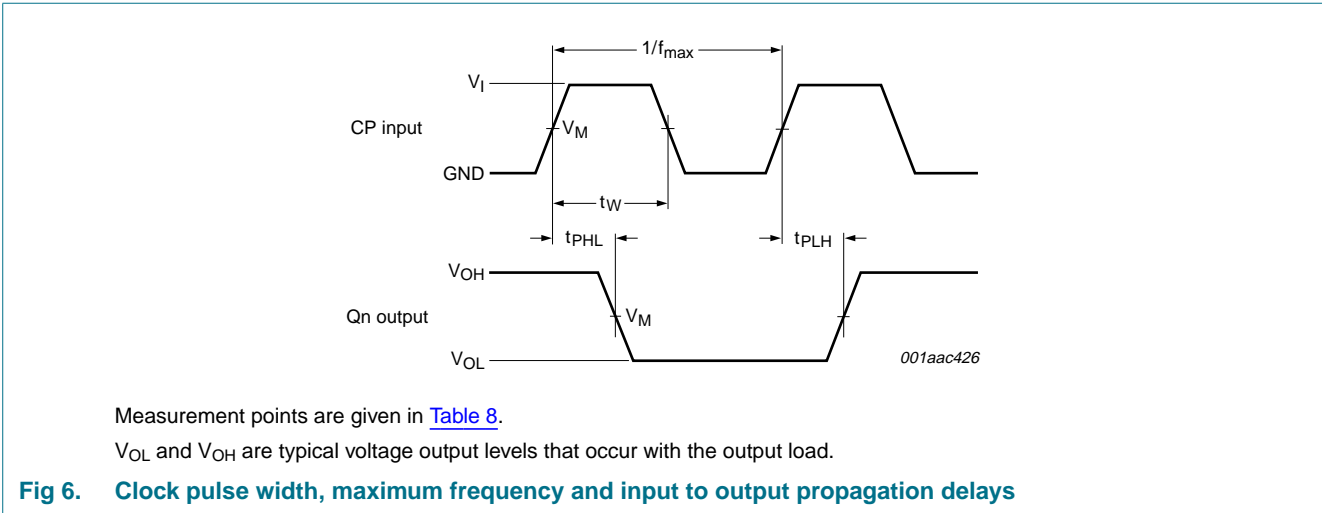 1/fmax
VI
CP input
VM
GND
tW
tPHL
tPLH
VOH
Qn output
VM
VOL
001aac426
Measurement points are given in Table 8.
VOL and VOH are typical voltage output levels that occur with the output load.
Fig 6. Clock pulse width, maximum frequency and input to output propagation delays